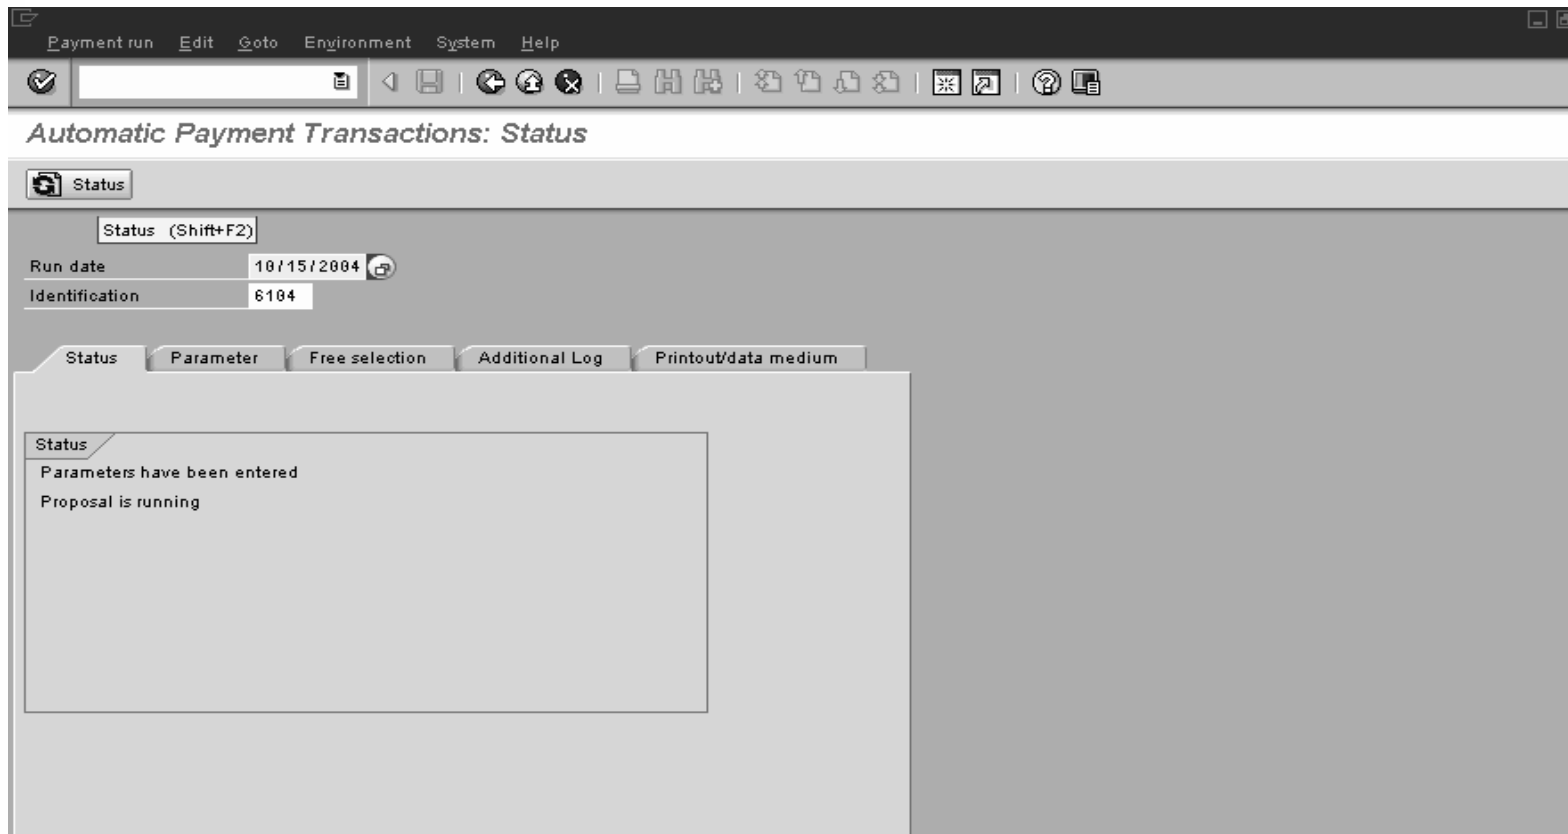 Payment run Edit Goto Environment System Help
Automatic Payment Transactions: Status
Status
Status (Shift+F2)
Run date 10/15/2004
Identification 6104
Status Parameter Free selection Additional Log Printout/data medium
Status
Parameters have been entered
Proposal is running